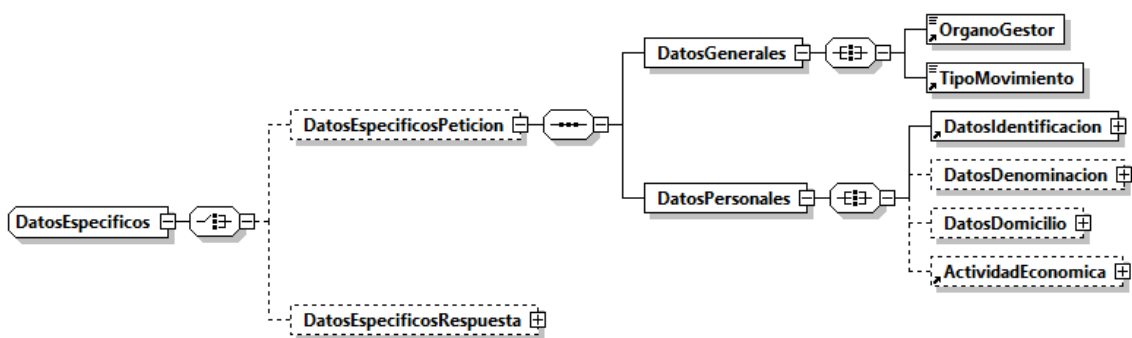 OrganoGestor
DatosGenerales
TipoMovimiento
DatosEspecificosPeticion
DatosIdentificacion
DatosDenominacion
DatosPersonales
DatosEspecificos
DatosDomicilio
ActividadEconomica
DatosEspecificosRespuesta